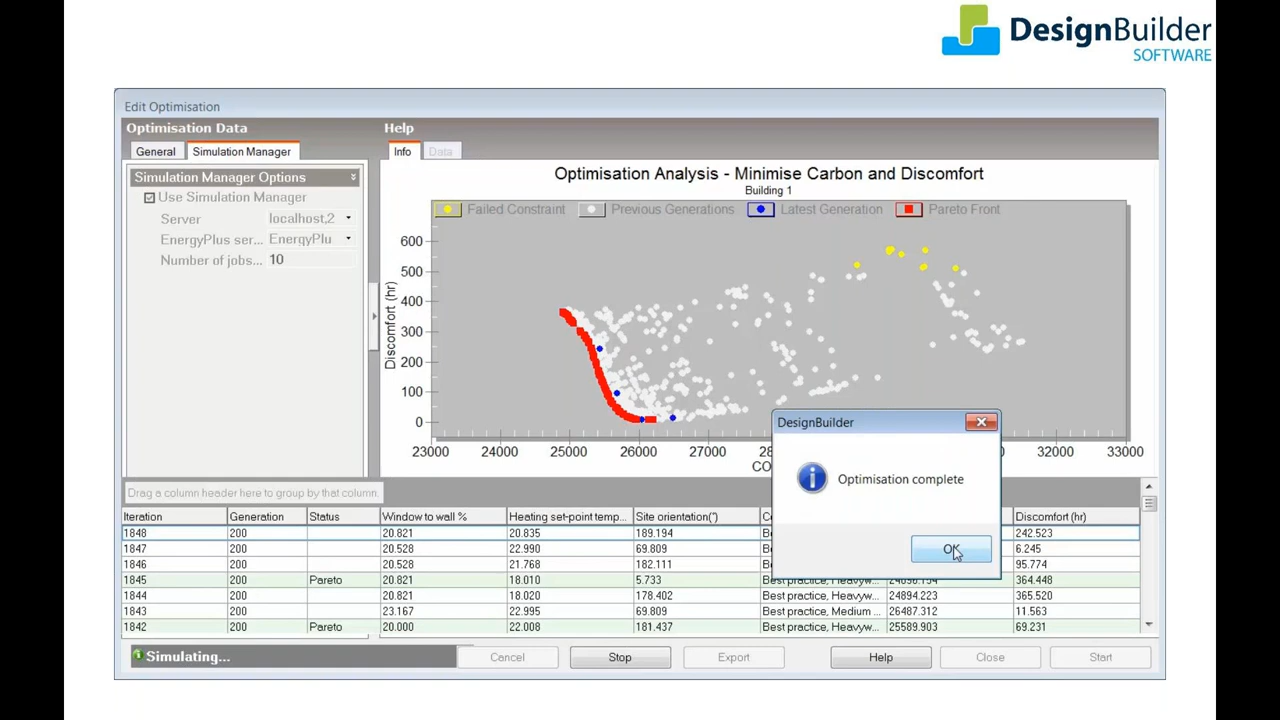 DesignBuilder
SOFTWARE
Edit Optimisation
Optimisation Data
Help
General
Simulation Manager
Info
Data
Simulation Manager Options
Use Simulation Manager
Server localhost,2
EnergyPlus ser... EnergyPlu
Number of jobs... 10
Optimisation Analysis - Minimise Carbon and Discomfort
Building 1
Failed Constraint Previous Generations Latest Generation Pareto Front
Discomfort (hr)
600
500
400
300
200
100
0
23000 24000 25000 26000 27000 32000 33000
CO
DesignBuilder
Optimisation complete
OK
Drag a column header here to group by that column.
Iteration Generation Status Window to wall % Heating set-point temp... Site orientation(°) Discomfort (hr)
1848 200 20.821 20.835 189.194 242.523
1847 200 20.528 22.990 69.809 6.245
1846 200 20.528 21.768 182.111 95.774
1845 200 Pareto 20.821 18.010 5.733 Best practice, Heavyw... 364.448
1844 200 20.821 18.020 178.402 Best practice, Heavyw... 24894.223 365.520
1843 200 23.167 22.995 69.809 Best practice, Medium ... 26487.312 11.563
1842 200 Pareto 20.000 22.008 181.437 Best practice, Heavyw... 25589.903 69.231
Simulating...
Cancel
Stop
Export
Help
Close
Start